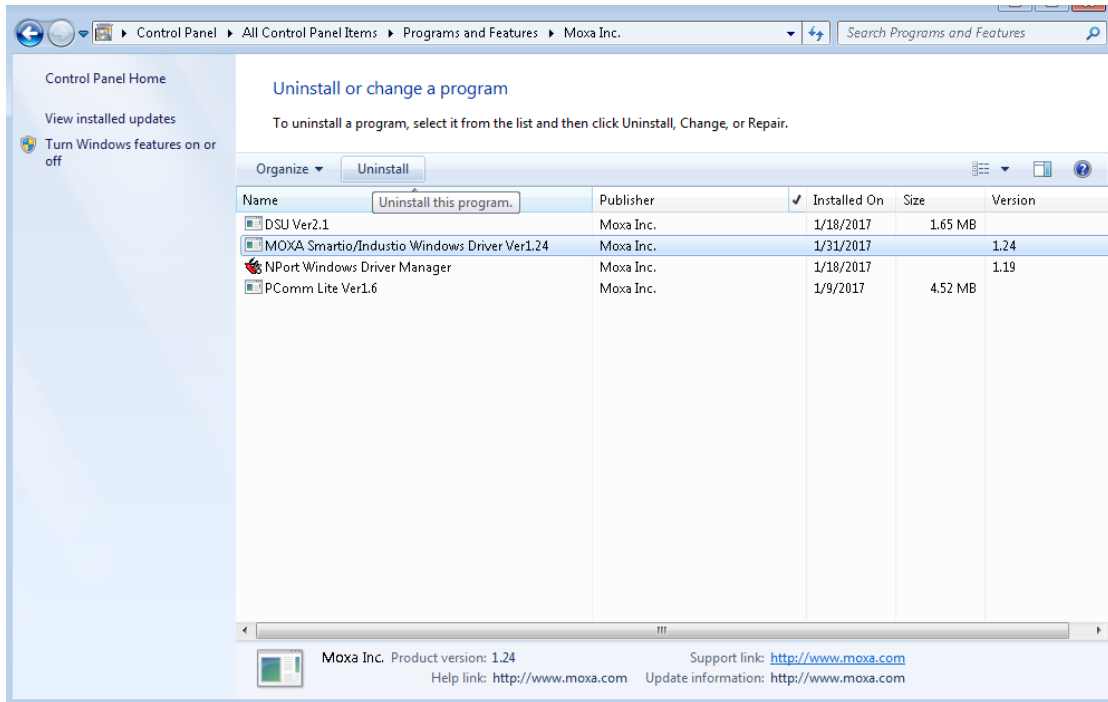 Control Panel ▸ All Control Panel Items ▸ Programs and Features ▸ Moxa Inc.
Search Programs and Features
Control Panel Home
View installed updates
Turn Windows features on or
off
Uninstall or change a program
To uninstall a program, select it from the list and then click Uninstall, Change, or Repair.
Organize Uninstall
Uninstall this program.
Name Publisher Installed On Size Version
DSU Ver2.1 Moxa Inc. 1/18/2017 1.65 MB
MOXA Smartio/Industio Windows Driver Ver1.24 Moxa Inc. 1/31/2017 1.24
NPort Windows Driver Manager Moxa Inc. 1/18/2017 1.19
PComm Lite Ver1.6 Moxa Inc. 1/9/2017 4.52 MB
Moxa Inc. Product version: 1.24 Support link: http://www.moxa.com
Help link: http://www.moxa.com Update information: http://www.moxa.com